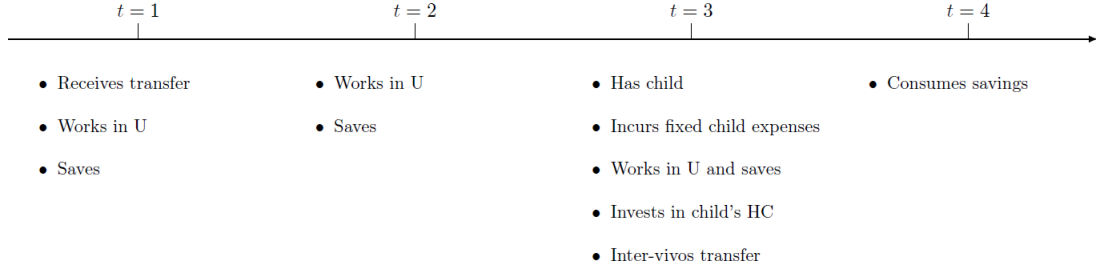 t = 1 t = 2 t = 3 t = 4
• Receives transfer • Works in U • Has child • Consumes savings
• Works in U • Saves • Incurs fixed child expenses
• Saves • Works in U and saves
• Invests in child's HC
• Inter-vivos transfer